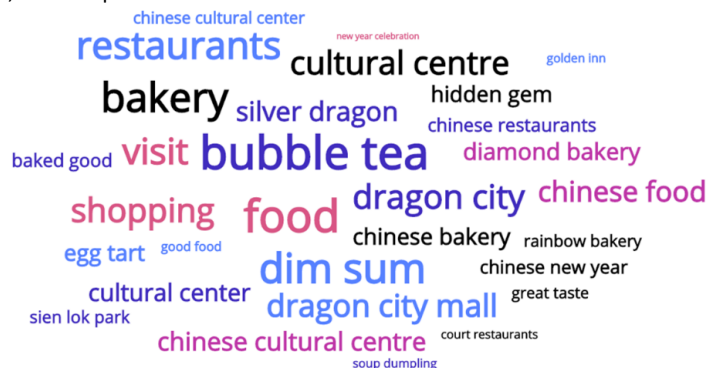 chinese cultural center
restaurants
new year celebration
cultural centre
golden inn
bakery
hidden gem
silver dragon
chinese restaurants
baked good
visit
bubble tea
diamond bakery
dragon city
chinese food
shopping
food
chinese bakery
rainbow bakery
egg tart
good food
dim sum
chinese new year
cultural center
dragon city mall
great taste
sien lok park
chinese cultural centre
court restaurants
soup dumpling